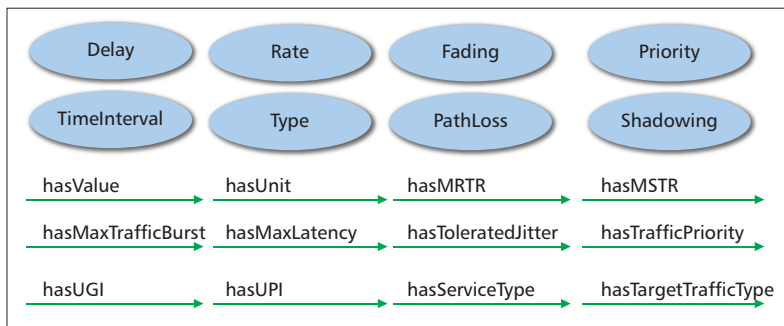 Delay Rate Fading Priority
TimeInterval Type PathLoss Shadowing
hasValue hasUnit hasMRTR hasMSTR
hasMaxTrafficBurst hasMaxLatency hasToleratedJitter hasTrafficPriority
hasUGI hasUPI hasServiceType hasTargetTrafficType